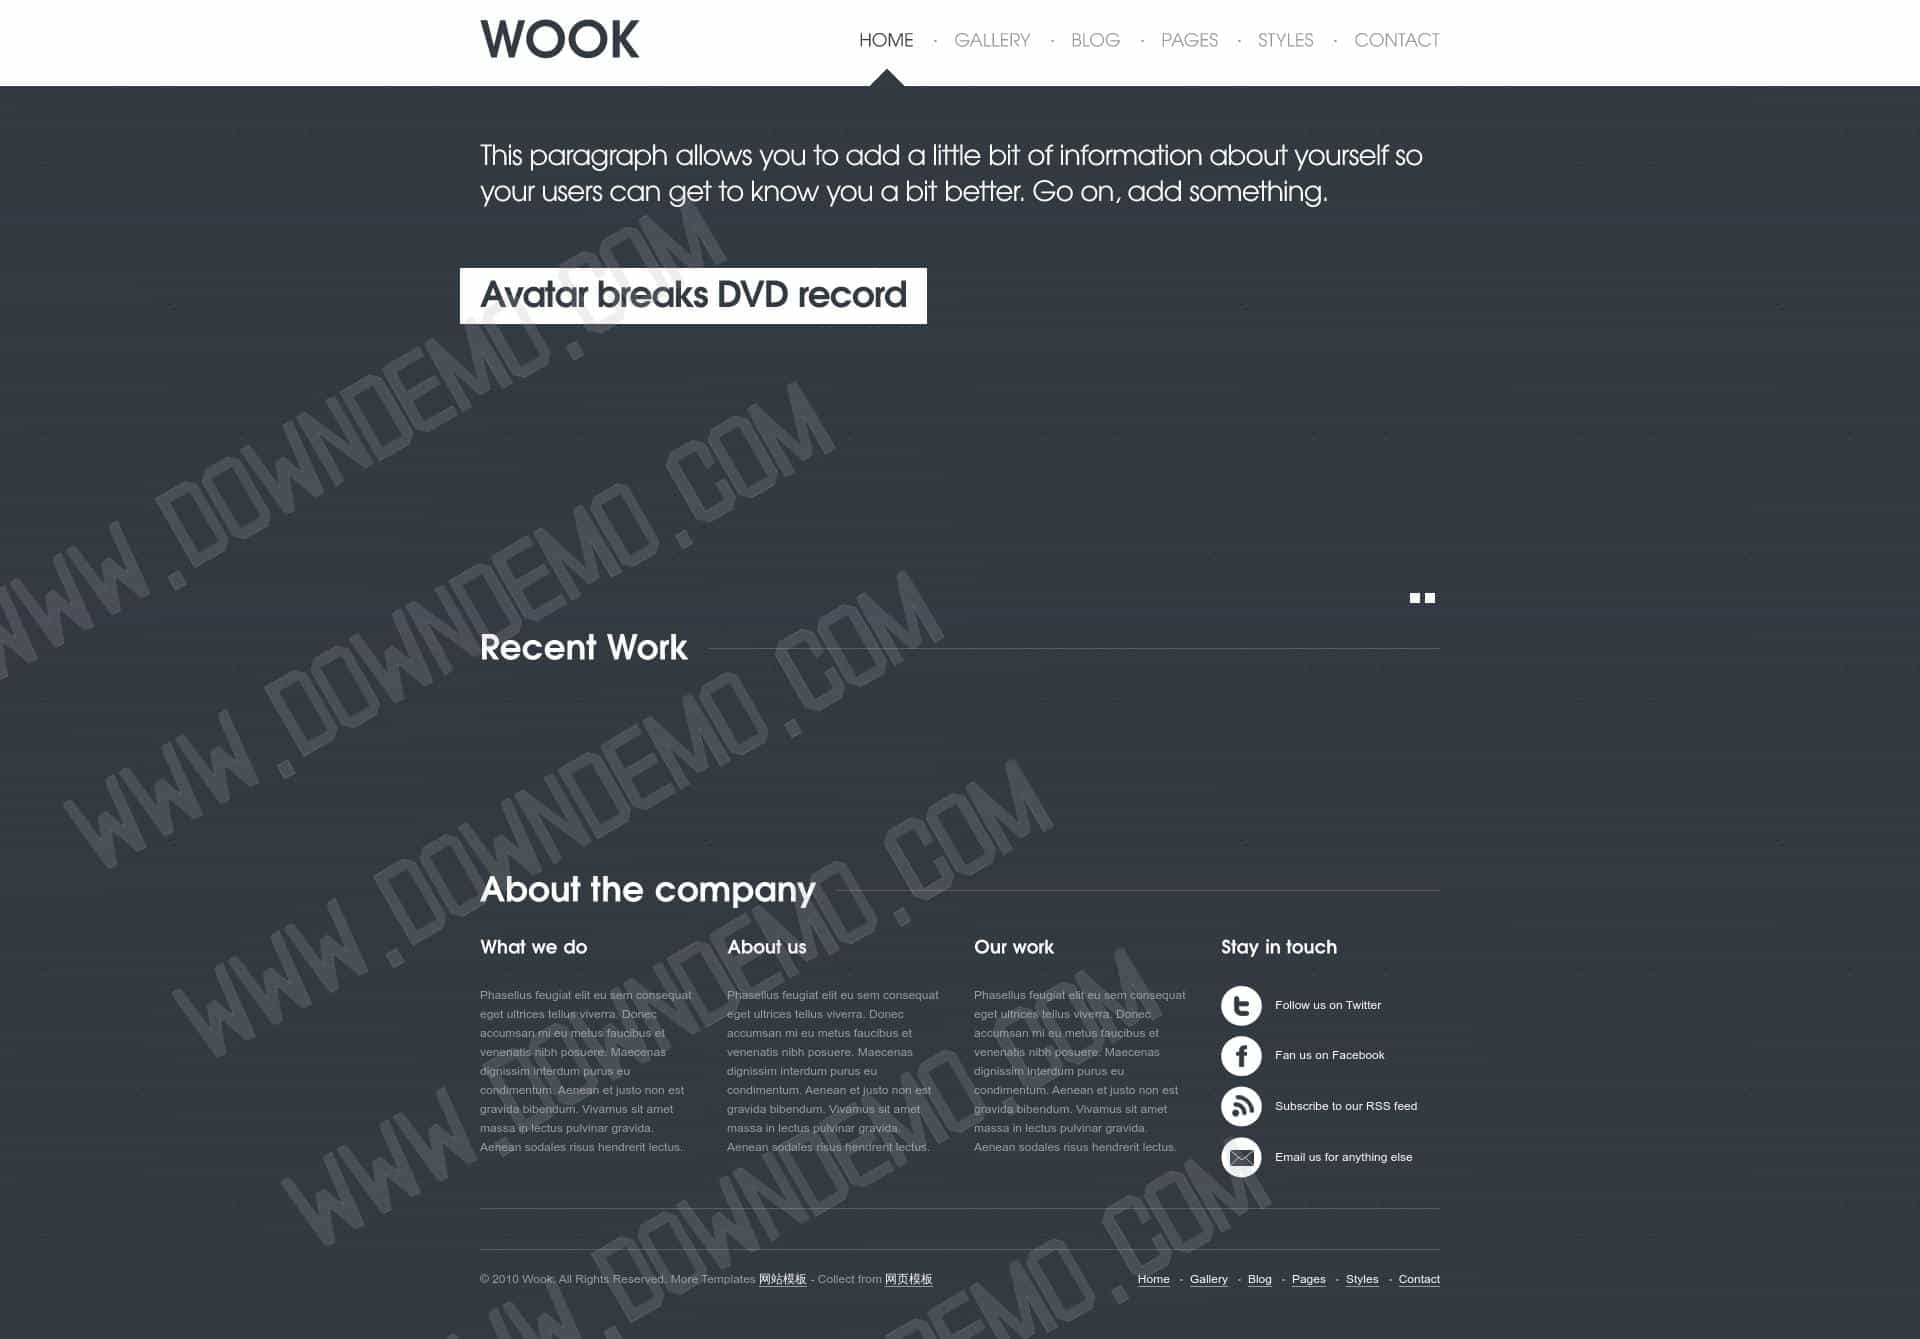 WOOK
HOME · GALLERY · BLOG · PAGES · STYLES · CONTACT
This paragraph allows you to add a little bit of information about yourself so
your users can get to know you a bit better. Go on, add something.
Avatar breaks DVD record
WWW.DOWNDEMO.COM
WWW.DOWNDEMO.COM
Recent Work
WWW.DOWNDEMO.COM
About the company
WWW.DOWNDEMO.COM
What we do
Phasellus feugiat elit eu sem consequat
eget ultrices tellus viverra. Donec
accumsan mi eu metus faucibus et
venenatis nibh posuere. Maecenas
dignissim interdum purus eu
condimentum. Aenean et justo non est
gravida bibendum. Vivamus sit amet
massa in lectus pulvinar gravida.
Aenean sodales risus hendrerit lectus.
About us
Phasellus feugiat elit eu sem consequat
eget ultrices tellus viverra. Donec
accumsan mi eu metus faucibus et
venenatis nibh posuere. Maecenas
dignissim interdum purus eu
condimentum. Aenean et justo non est
gravida bibendum. Vivamus sit amet
massa in lectus pulvinar gravida.
Aenean sodales risus hendrerit lectus.
Our work
Phasellus feugiat elit eu sem consequat
eget ultrices tellus viverra. Donec
accumsan mi eu metus faucibus et
venenatis nibh posuere. Maecenas
dignissim interdum purus eu
condimentum. Aenean et justo non est
gravida bibendum. Vivamus sit amet
massa in lectus pulvinar gravida.
Aenean sodales risus hendrerit lectus.
Stay in touch
Follow us on Twitter
Fan us on Facebook
Subscribe to our RSS feed
Email us for anything else
WW.DOWNDEMO.COM
DEMO.COM
© 2010 Wook. All Rights Reserved. More Templates 网站模板 - Collect from 网页模板
Home · Gallery · Blog · Pages · Styles · Contact